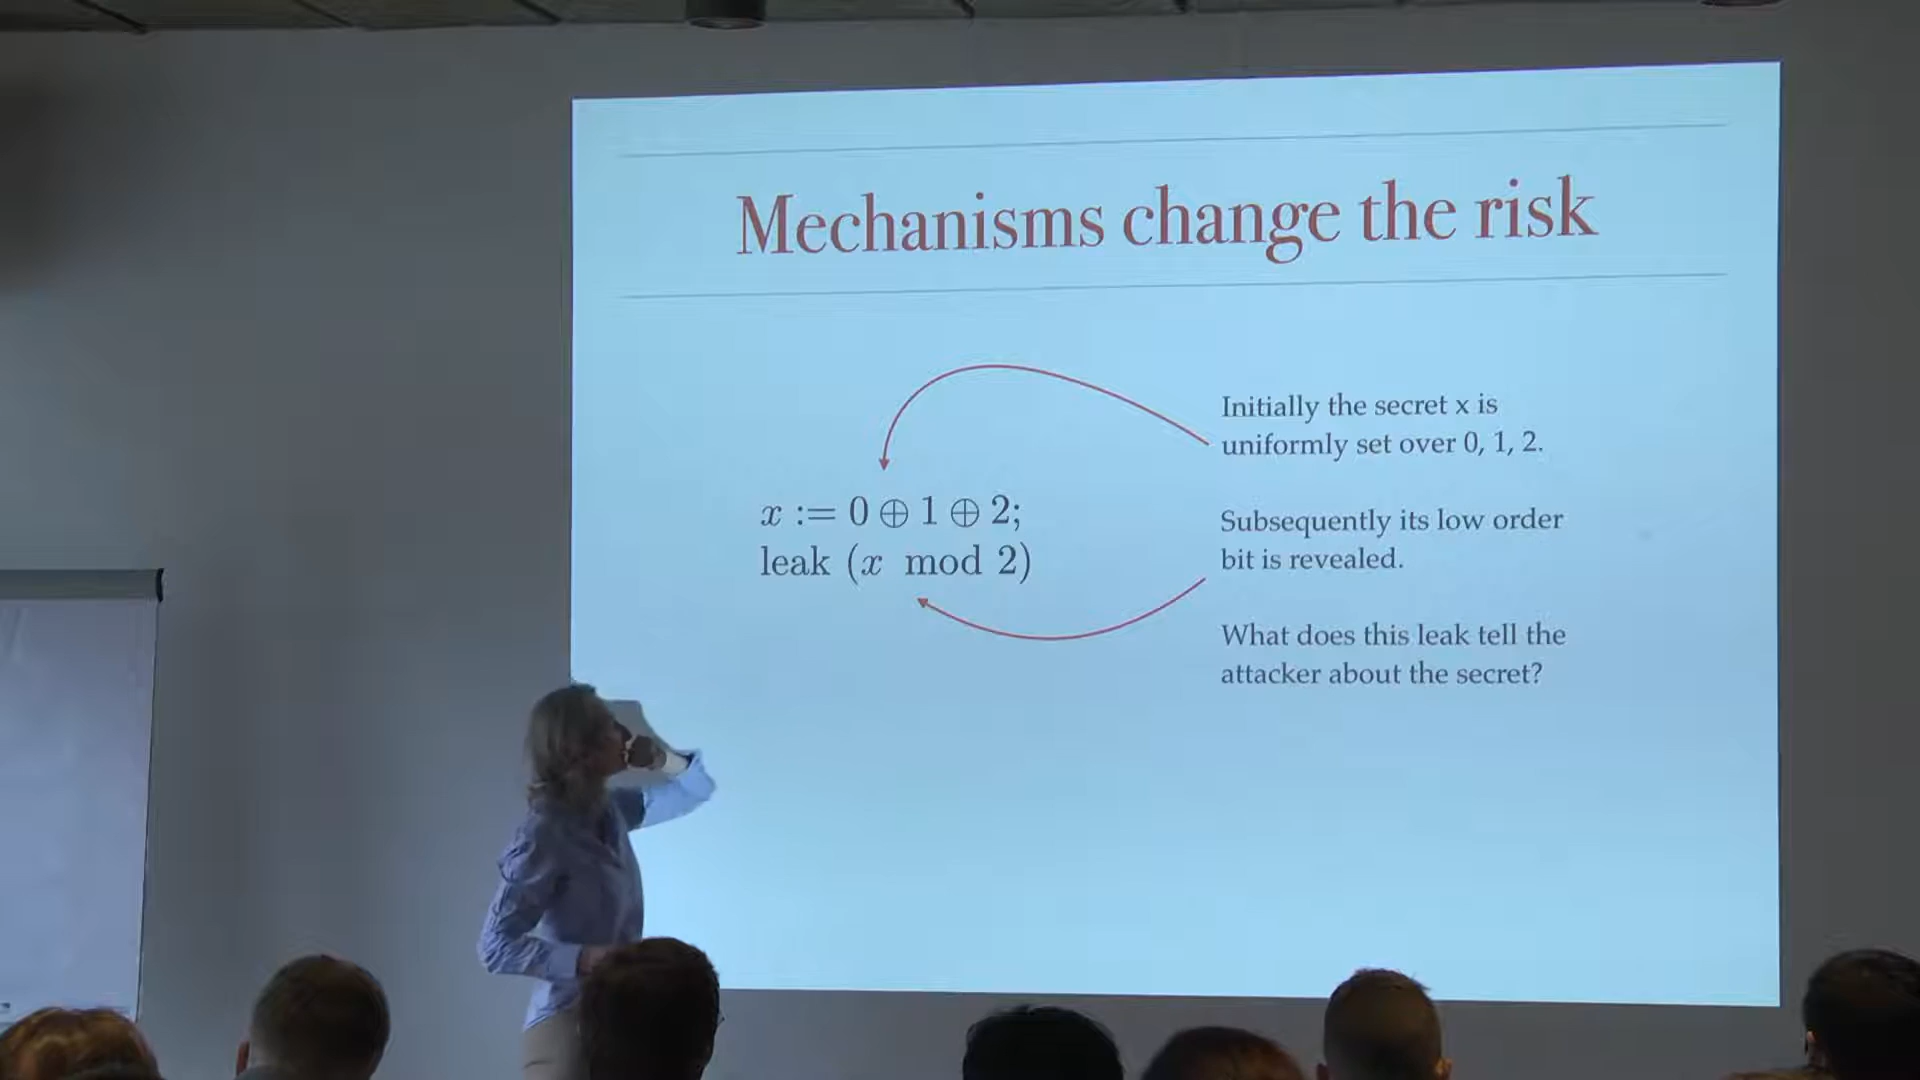 Mechanisms change the risk
Initially the secret x is
uniformly set over 0, 1, 2.
x := 0 ⊕ 1 ⊕ 2;
leak (x mod 2)
Subsequently its low order
bit is revealed.
What does this leak tell the
attacker about the secret?